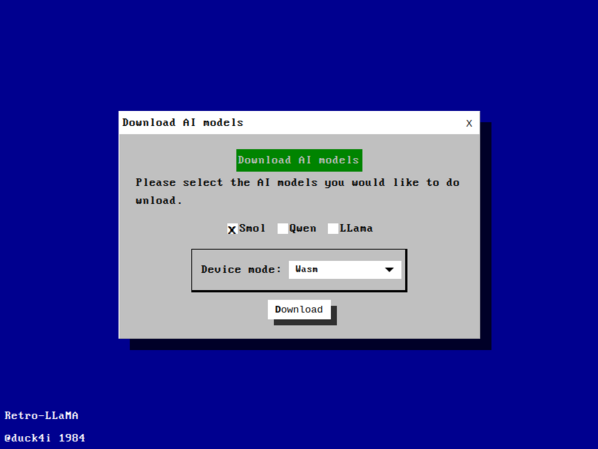 Download AI models X
Download AI models
Please select the AI models you would like to do
wnload.
x Smol Qwen LLama
Device mode: Wasm
Download
Retro-LLaMA
@duck4i 1984